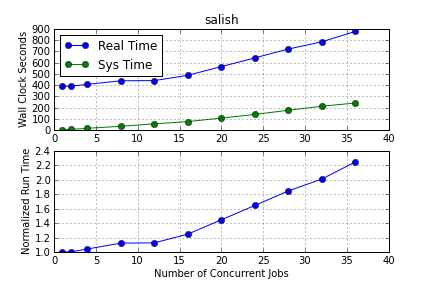 salish
Wall Clock Seconds
900
800
700
600
500
400
300
200
100
0
Real Time
Sys Time
0 5 10 15 20 25 30 35 40
Normalized Run Time
2.4
2.2
2.0
1.8
1.6
1.4
1.2
1.0
0 5 10 15 20 25 30 35 40
Number of Concurrent Jobs